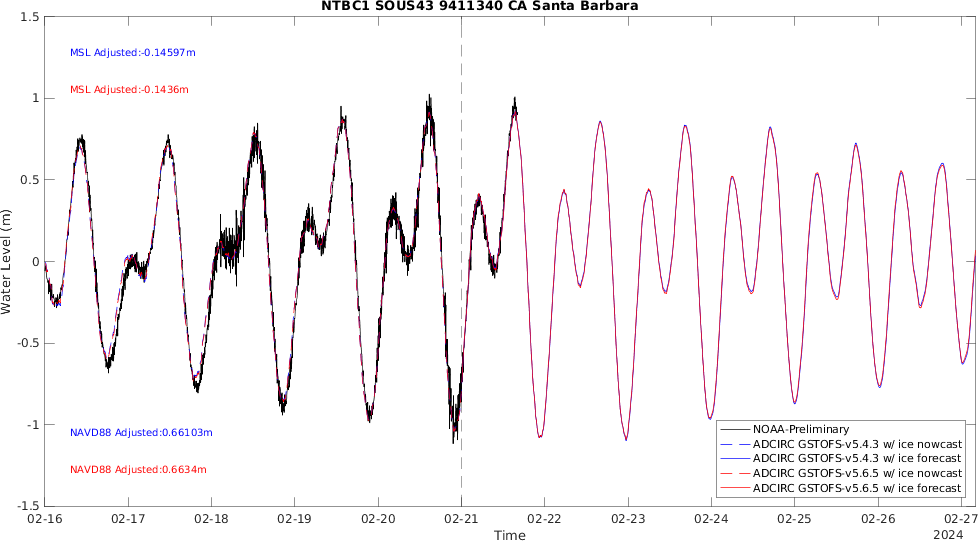 NTBC1 SOUS43 9411340 CA Santa Barbara
1.5
1
0.5
0
-0.5
-1
-1.5
Water Level (m)
MSL Adjusted:-0.14597m
MSL Adjusted:-0.1436m
NAVD88 Adjusted:0.66103m
NAVD88 Adjusted:0.6634m
NOAA-Preliminary
ADCIRC GSTOFS-v5.4.3 w/ ice nowcast
ADCIRC GSTOFS-v5.4.3 w/ ice forecast
ADCIRC GSTOFS-v5.6.5 w/ ice nowcast
ADCIRC GSTOFS-v5.6.5 w/ ice forecast
02-16 02-17 02-18 02-19 02-20 02-21 02-22 02-23 02-24 02-25 02-26 02-27
2024
Time